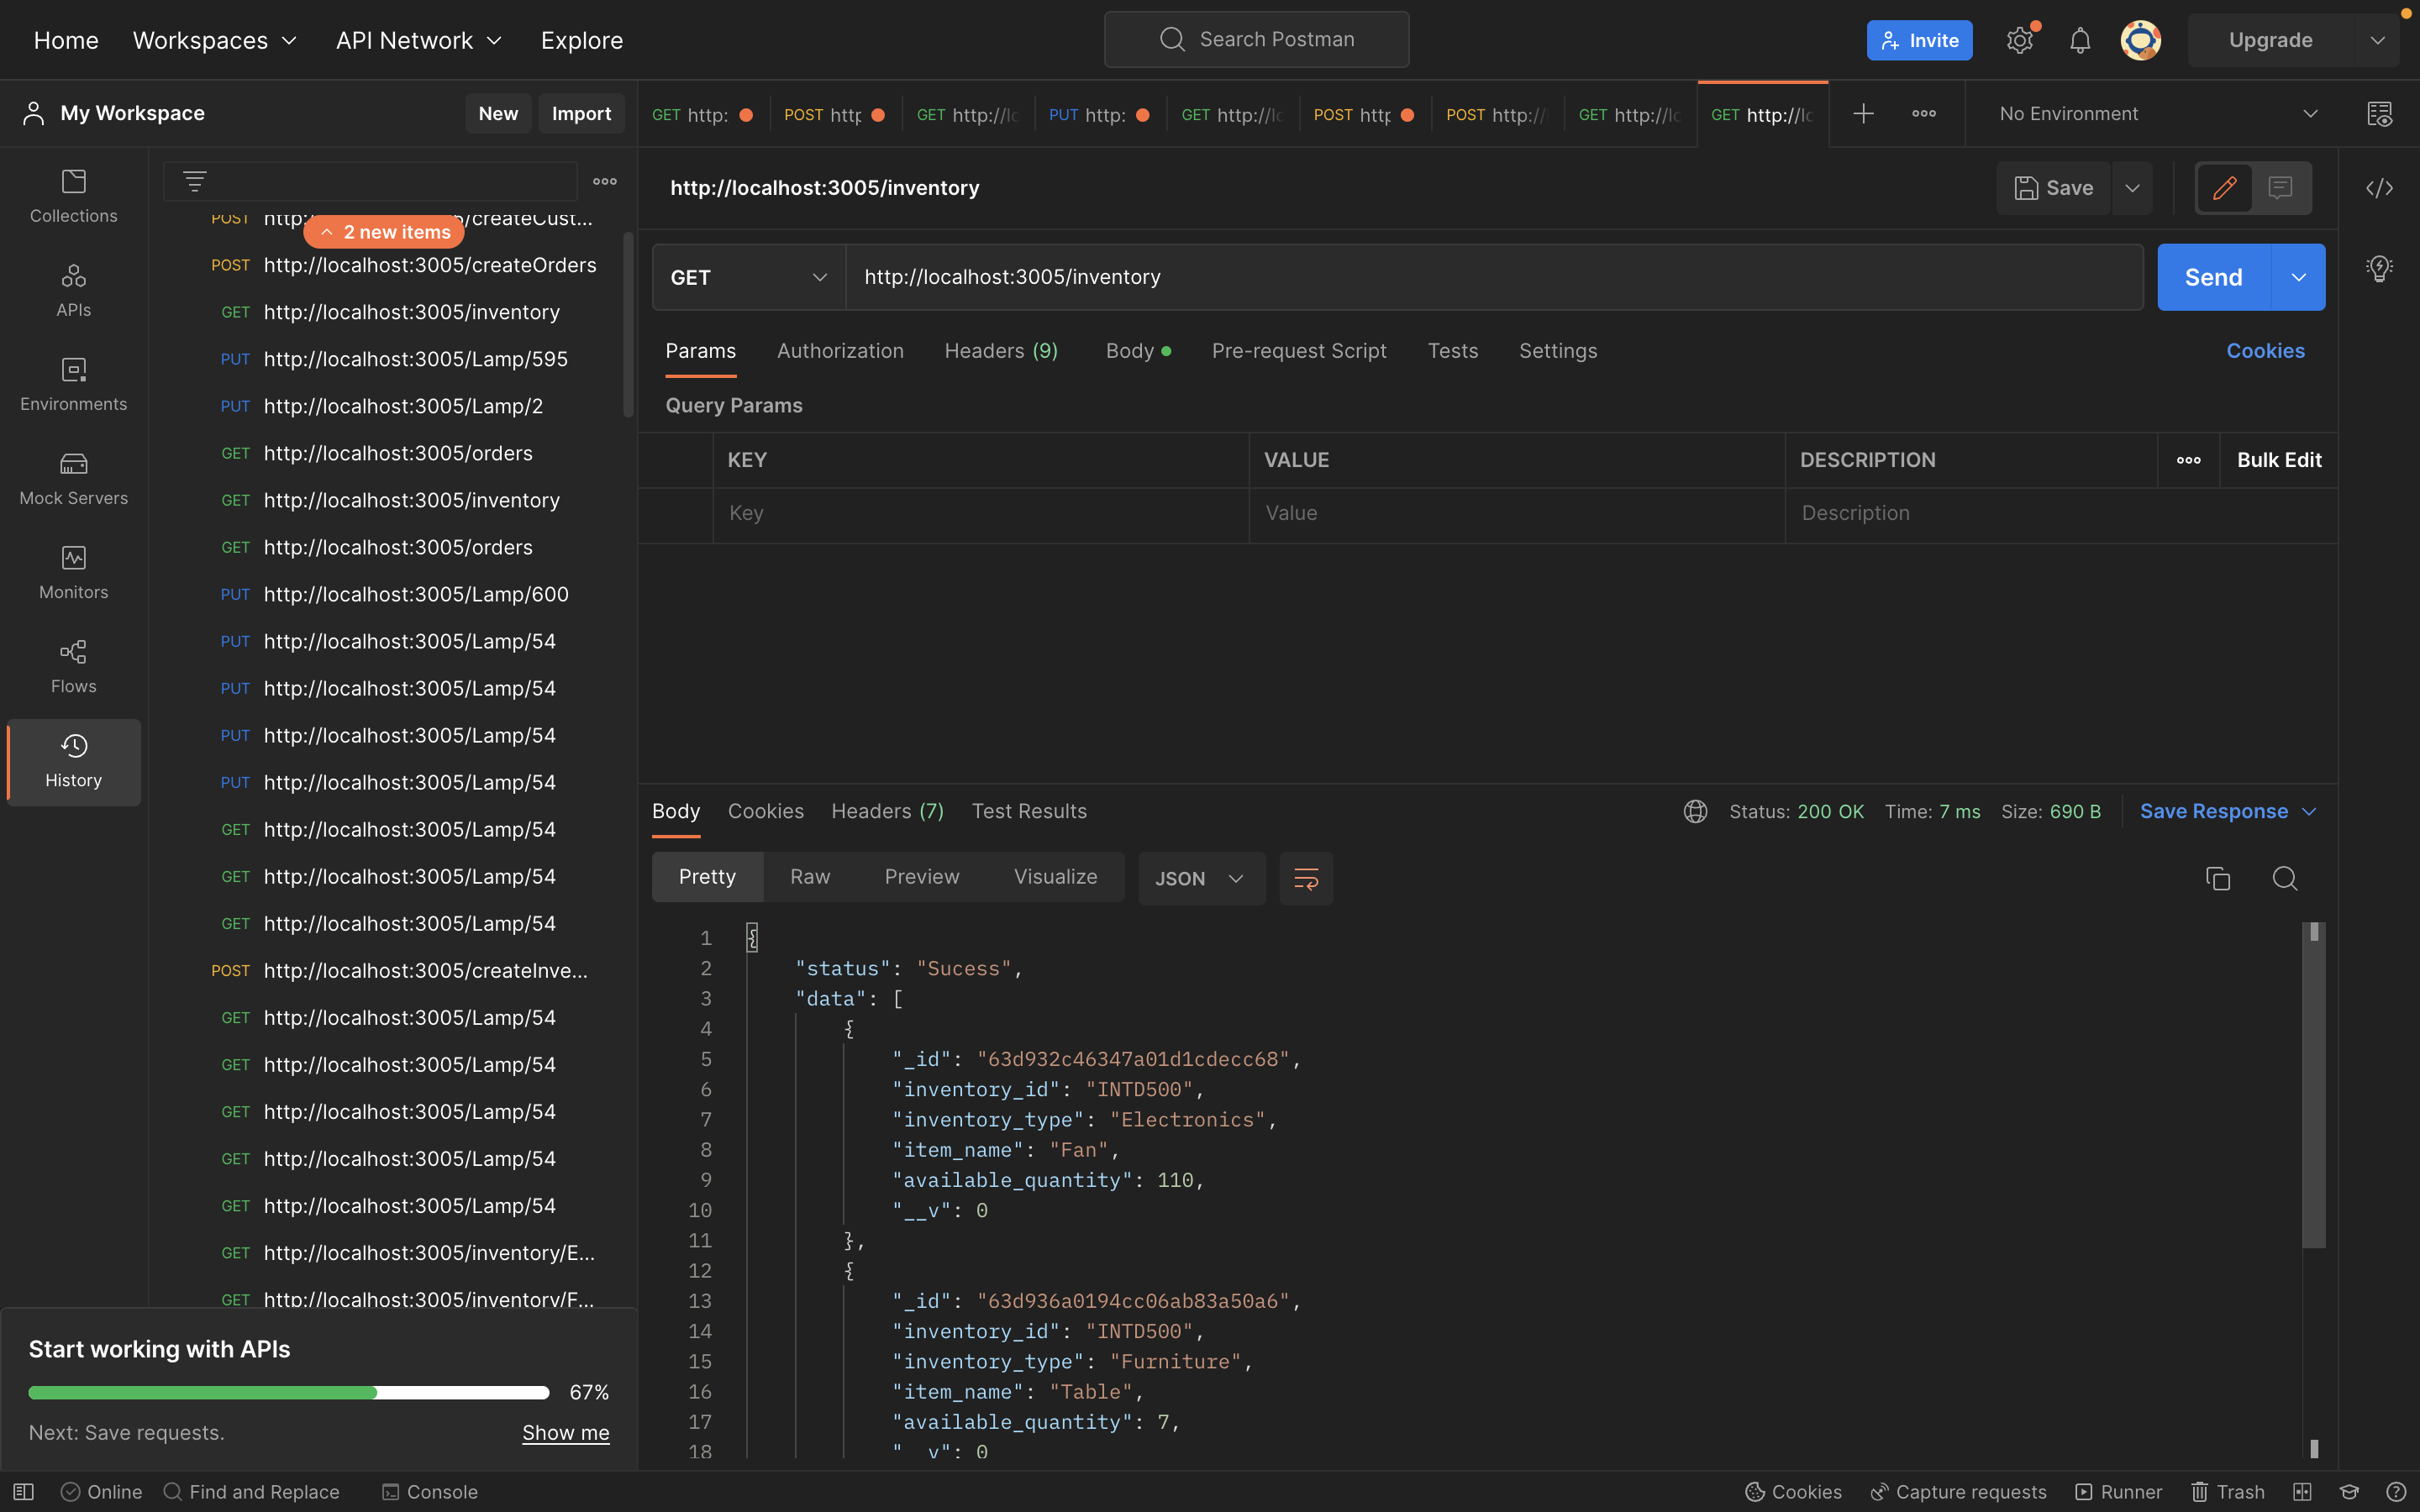 Home Workspaces API Network Explore Search Postman Invite Upgrade
My Workspace New Import GET http: POST http GET http://lo PUT http: GET http://lo POST http POST http:// GET http://lo GET http://lo No Environment
http://localhost:3005/inventory Save
GET http://localhost:3005/inventory Send
Params Authorization Headers (9) Body Pre-request Script Tests Settings Cookies
Query Params
KEY VALUE DESCRIPTION Bulk Edit
Key Value Description
Collections
APIs
Environments
Mock Servers
Monitors
Flows
History
2 new items
POST http:
5/createCust...
POST http://localhost:3005/createOrders
GET http://localhost:3005/inventory
PUT http://localhost:3005/Lamp/595
PUT http://localhost:3005/Lamp/2
GET http://localhost:3005/orders
GET http://localhost:3005/inventory
GET http://localhost:3005/orders
PUT http://localhost:3005/Lamp/600
PUT http://localhost:3005/Lamp/54
PUT http://localhost:3005/Lamp/54
PUT http://localhost:3005/Lamp/54
PUT http://localhost:3005/Lamp/54
GET http://localhost:3005/Lamp/54
GET http://localhost:3005/Lamp/54
GET http://localhost:3005/Lamp/54
POST http://localhost:3005/createInve...
GET http://localhost:3005/Lamp/54
GET http://localhost:3005/Lamp/54
GET http://localhost:3005/Lamp/54
GET http://localhost:3005/Lamp/54
GET http://localhost:3005/Lamp/54
GET http://localhost:3005/inventory/E...
GET http://localhost:3005/inventory/F...
Start working with APIs
67%
Next: Save requests. Show me
Body Cookies Headers (7) Test Results Status: 200 OK Time: 7 ms Size: 690 B Save Response
Pretty Raw Preview Visualize JSON
1 {
2 "status": "Sucess",
3 "data": [
4 {
5 "_id": "63d932c46347a01d1cdecc68",
6 "inventory_id": "INTD500",
7 "inventory_type": "Electronics",
8 "item_name": "Fan",
9 "available_quantity": 110,
10 "__v": 0
11 },
12 {
13 "_id": "63d936a0194cc06ab83a50a6",
14 "inventory_id": "INTD500",
15 "inventory_type": "Furniture",
16 "item_name": "Table",
17 "available_quantity": 7,
18 "__v": 0
Online Find and Replace Console Cookies Capture requests Runner Trash